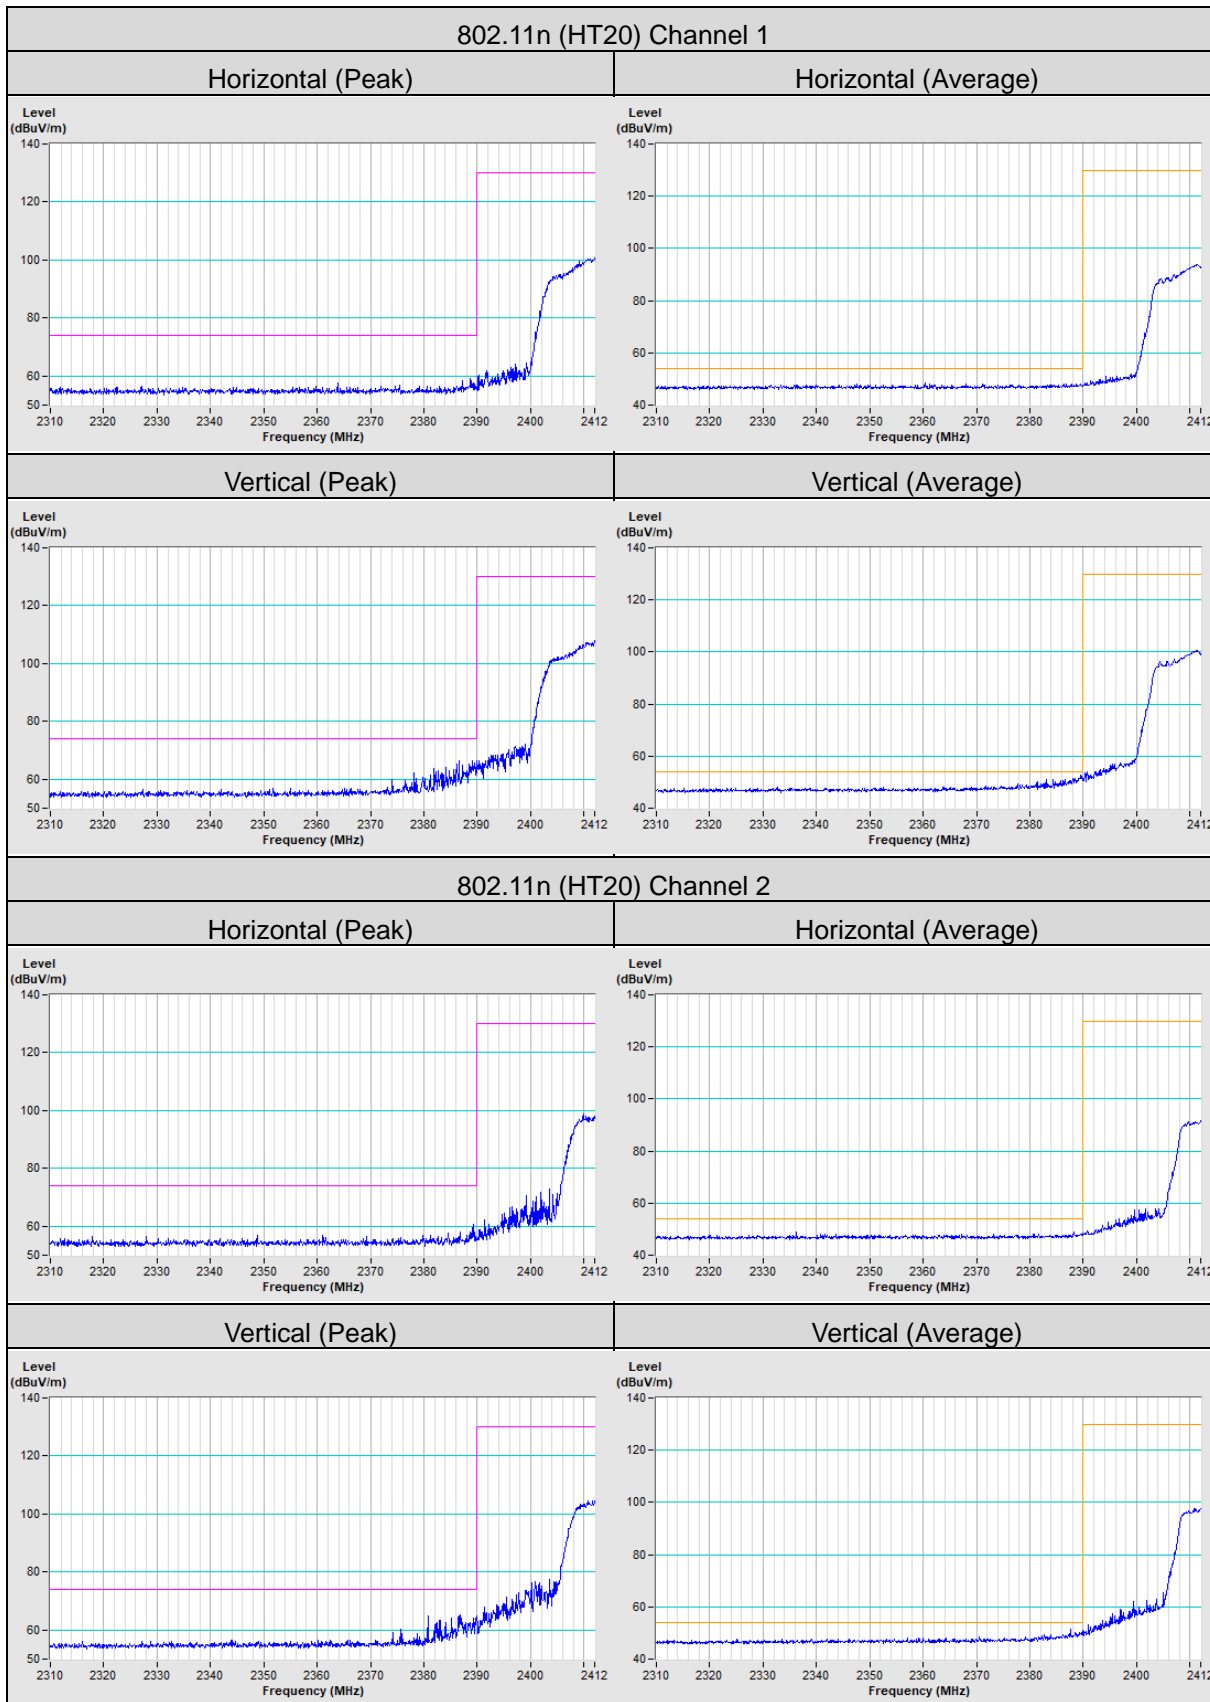 802.11n (HT20) Channel 1
Horizontal (Peak) Horizontal (Average)
Level Level
(dBuV/m) (dBuV/m)
140 140
120 120
100 100
80 80
60 60
50 40
2310 2320 2330 2340 2350 2360 2370 2380 2390 2400 2412 2310 2320 2330 2340 2350 2360 2370 2380 2390 2400 2412
Frequency (MHz) Frequency (MHz)
Vertical (Peak) Vertical (Average)
Level Level
(dBuV/m) (dBuV/m)
140 140
120 120
100 100
80 80
60 60
50 40
2310 2320 2330 2340 2350 2360 2370 2380 2390 2400 2412 2310 2320 2330 2340 2350 2360 2370 2380 2390 2400 2412
Frequency (MHz) Frequency (MHz)
802.11n (HT20) Channel 2
Horizontal (Peak) Horizontal (Average)
Level Level
(dBuV/m) (dBuV/m)
140 140
120 120
100 100
80 80
60 60
50 40
2310 2320 2330 2340 2350 2360 2370 2380 2390 2400 2412 2310 2320 2330 2340 2350 2360 2370 2380 2390 2400 2412
Frequency (MHz) Frequency (MHz)
Vertical (Peak) Vertical (Average)
Level Level
(dBuV/m) (dBuV/m)
140 140
120 120
100 100
80 80
60 60
50 40
2310 2320 2330 2340 2350 2360 2370 2380 2390 2400 2412 2310 2320 2330 2340 2350 2360 2370 2380 2390 2400 2412
Frequency (MHz) Frequency (MHz)